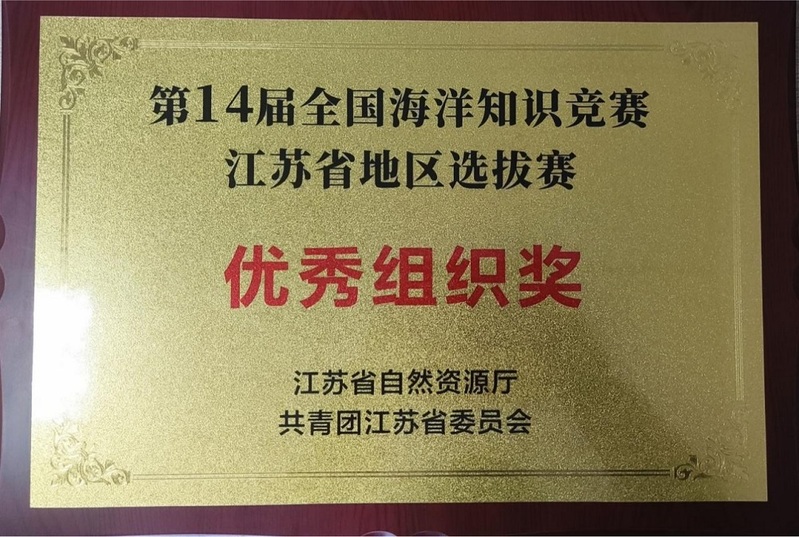 第14届全国海洋知识竞赛
江苏省地区选拔赛
优秀组织奖
江苏省自然资源厅
共青团江苏省委员会